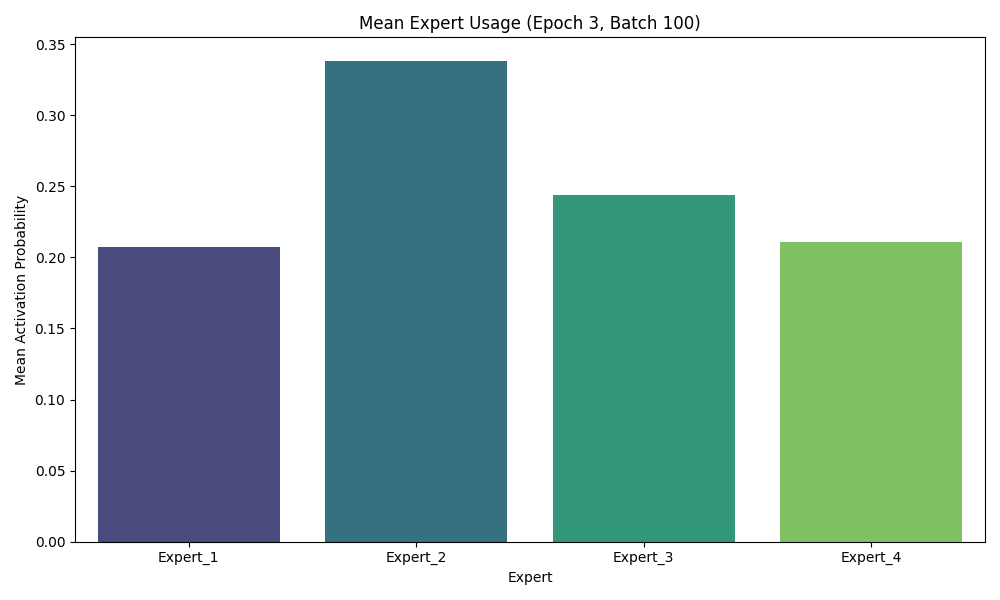 Mean Expert Usage (Epoch 3, Batch 100)
0.35
0.30
0.25
0.20
0.15
0.10
0.05
0.00
Mean Activation Probability
Expert_1
Expert_2
Expert_3
Expert_4
Expert